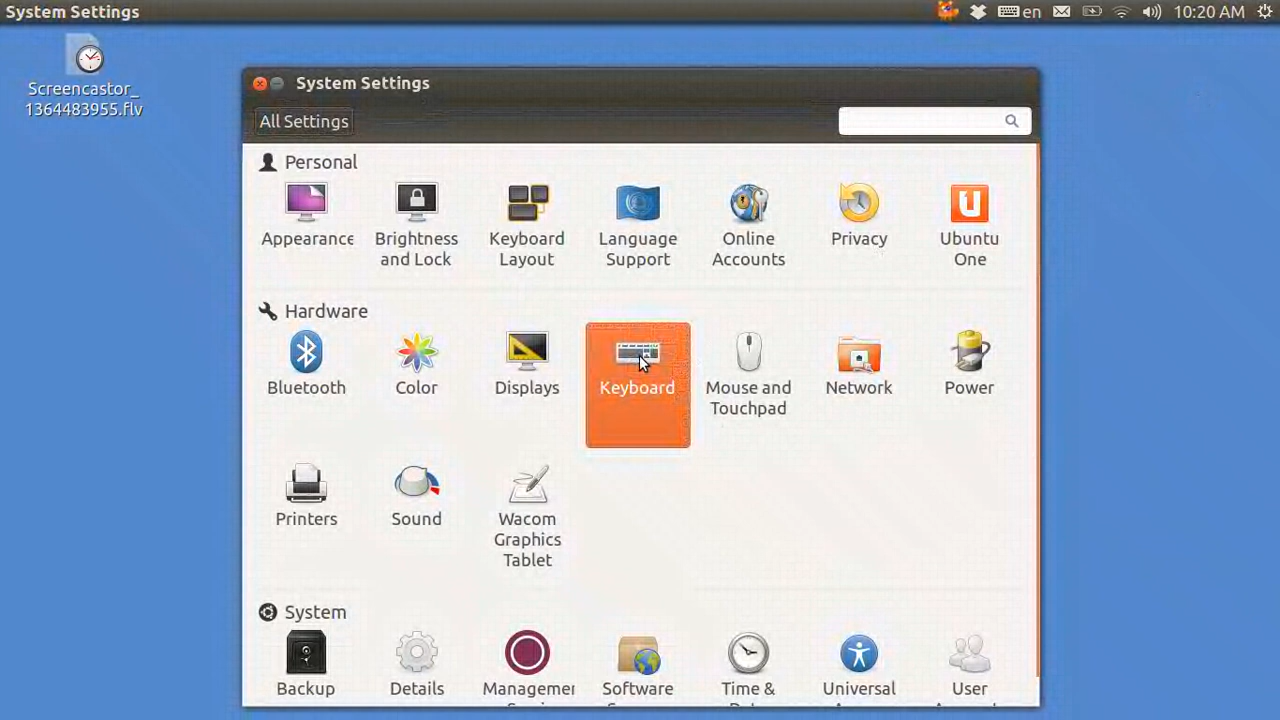 System Settings
en
10:20 AM
Screencastor_
1364483955.flv
System Settings
All Settings
Personal
Appearance
Brightness
and Lock
Keyboard
Layout
Language
Support
Online
Accounts
Privacy
Ubuntu
One
Hardware
Bluetooth
Color
Displays
Keyboard
Mouse and
Touchpad
Network
Power
Printers
Sound
Wacom
Graphics
Tablet
System
Backup
Details
Managemen
Software
Time &
Universal
User